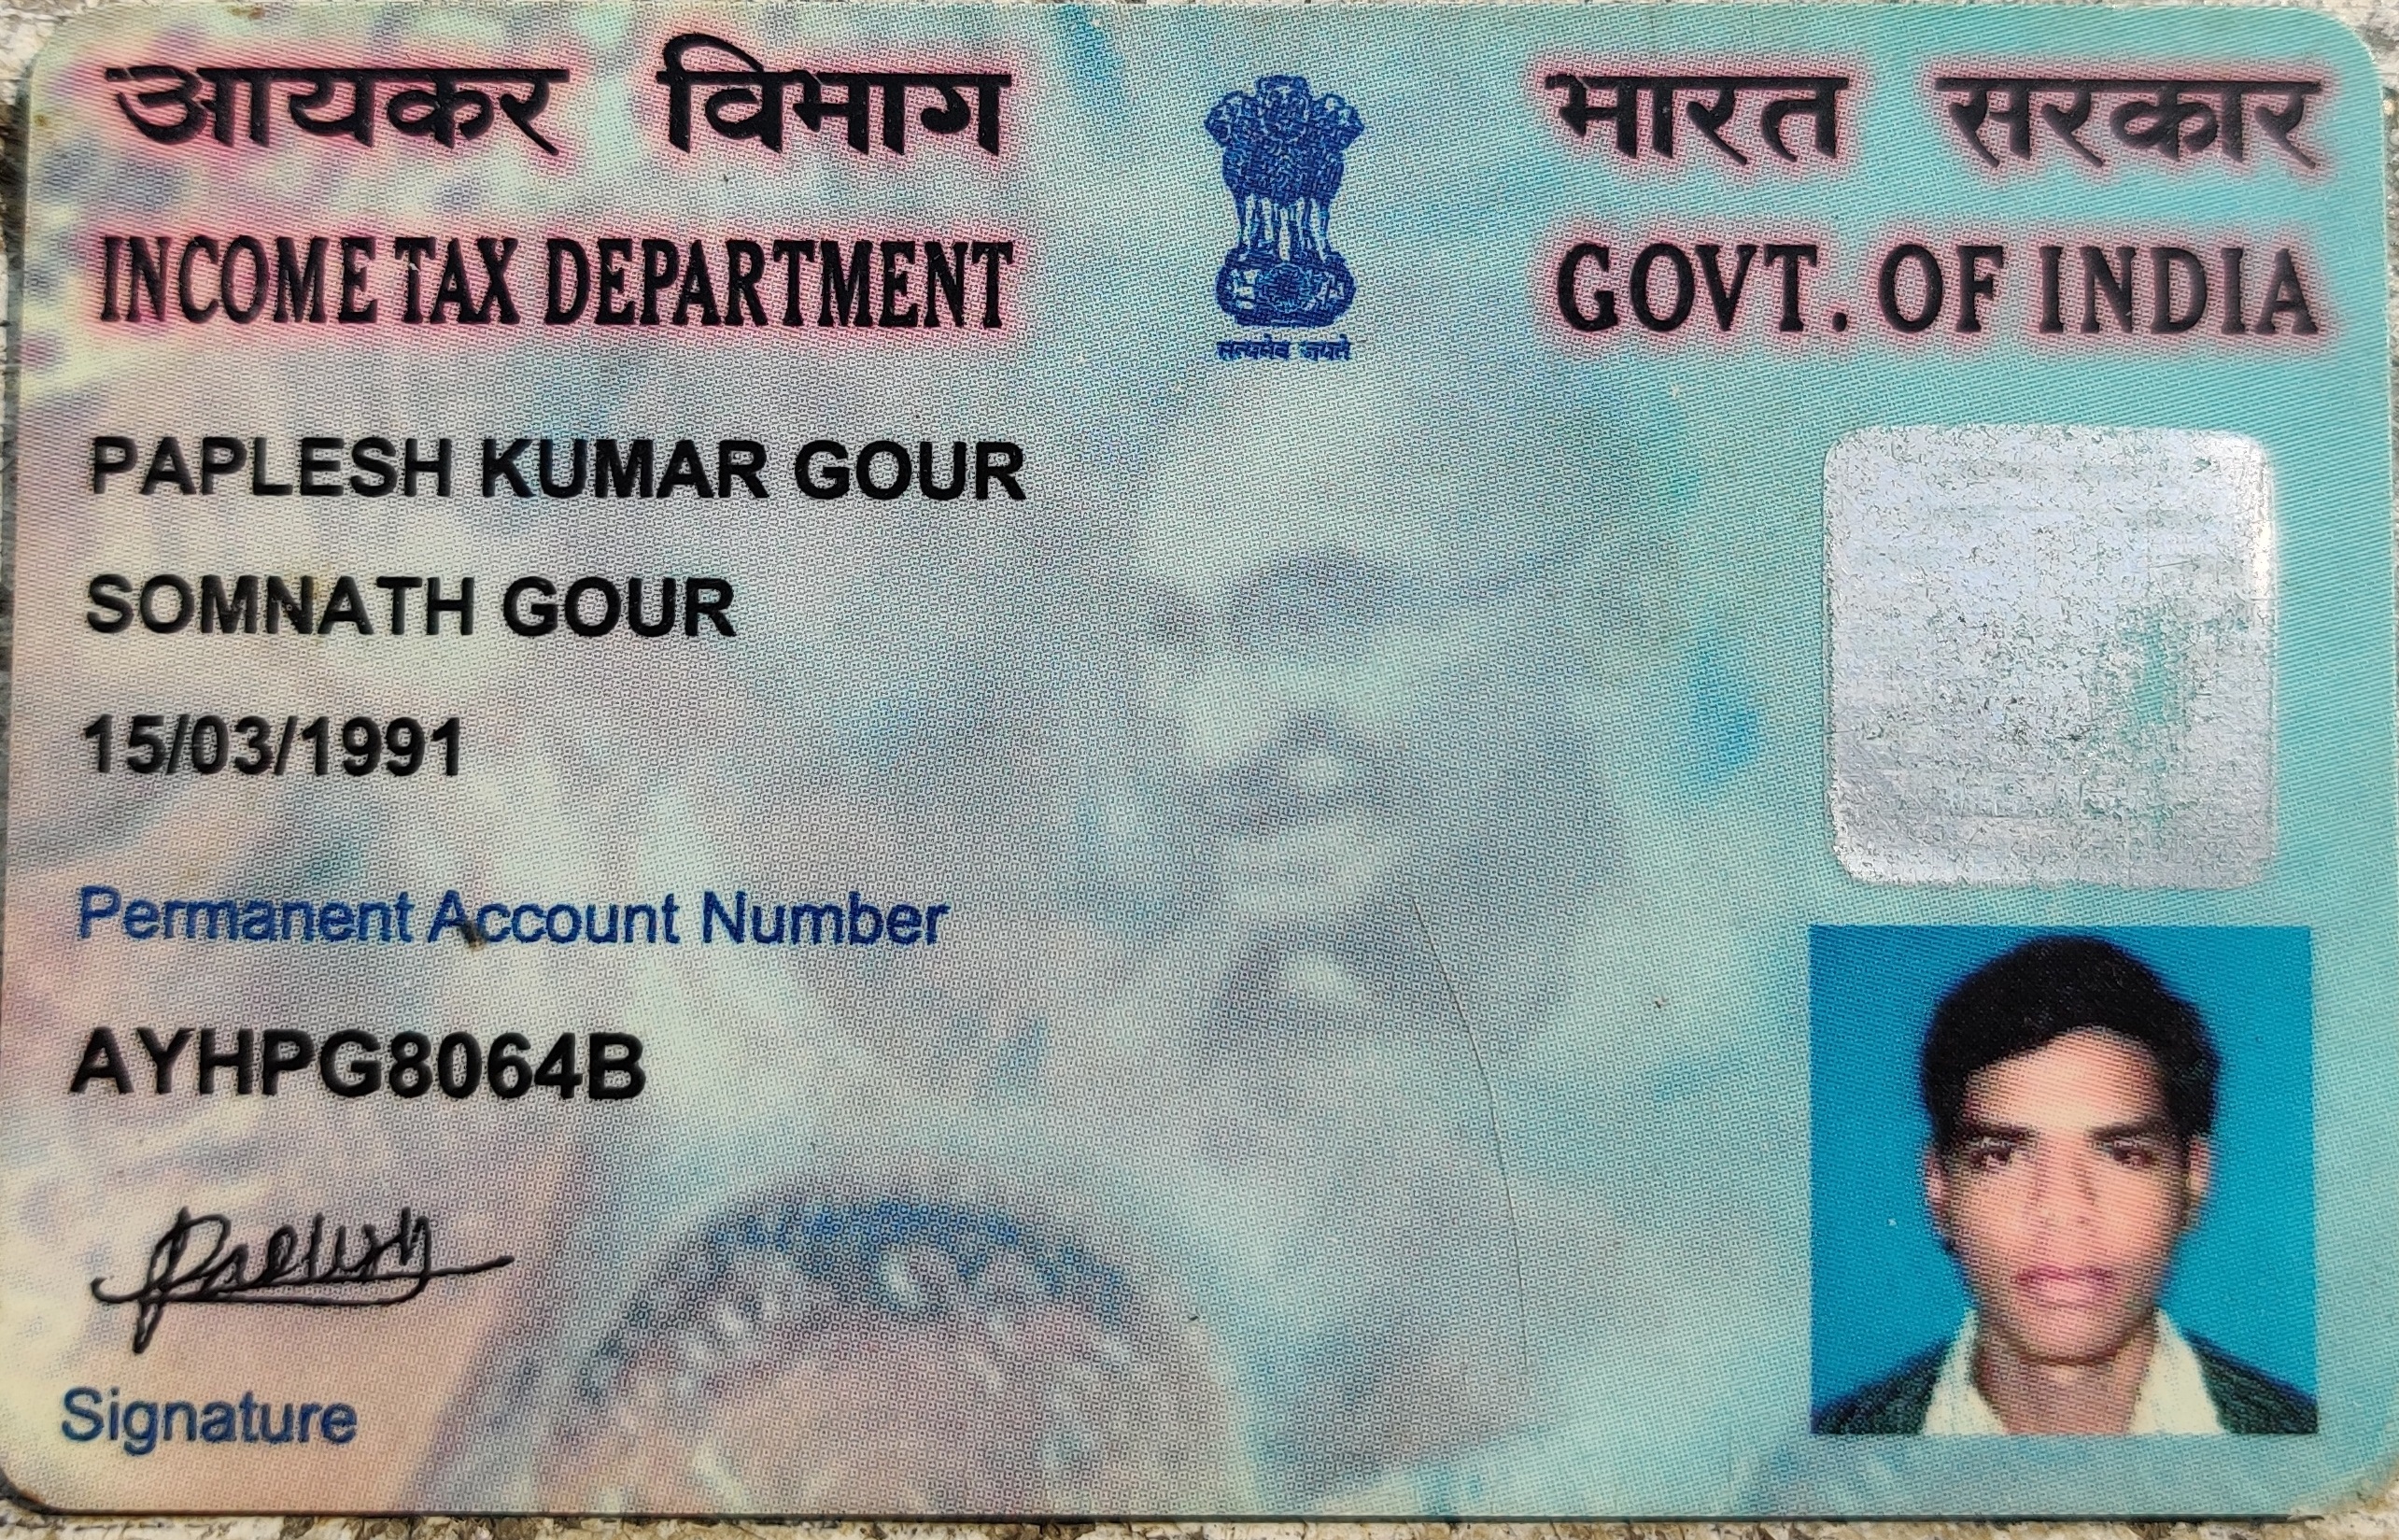 आयकर विभाग
INCOME TAX DEPARTMENT
भारत सरकार
GOVT. OF INDIA
सत्यमेव जयते
PAPLESH KUMAR GOUR
SOMNATH GOUR
15/03/1991
Permanent Account Number
AYHPG8064B
Signature